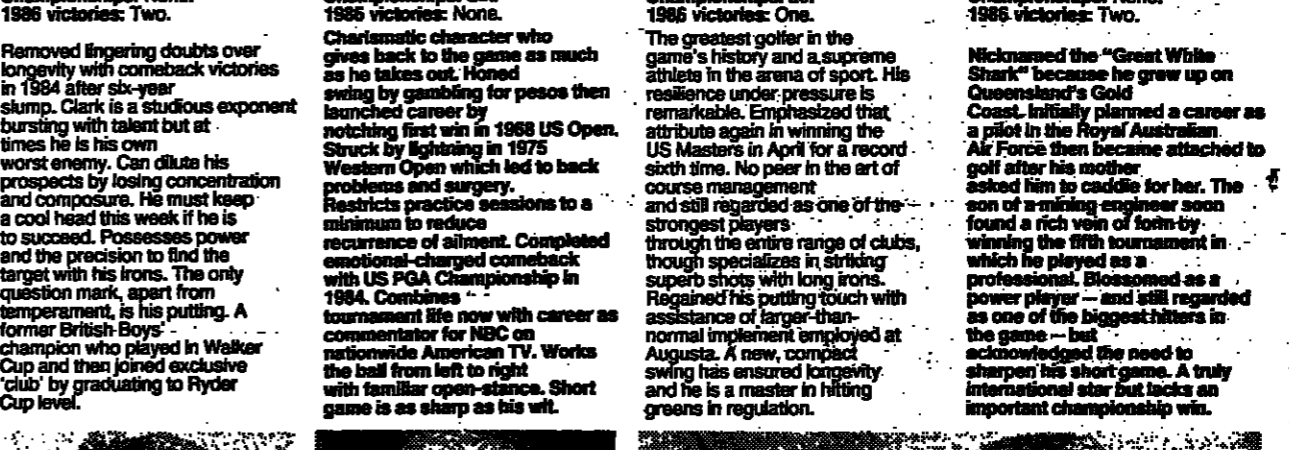 1986 victories: Two.
Removed lingering doubts over
longevity with comeback victories
in 1984 after six-year
slump. Clark is a studious exponent
bursting with talent but at
times he is his own
worst enemy. Can dilute his
prospects by losing concentration
and composure. He must keep
a cool head this week if he is
to succeed. Possesses power
and the precision to find the
target with his irons. The only
question mark, apart from
temperament, is his putting. A
former British Boys'
champion who played in Walker
Cup and then joined exclusive
'club' by graduating to Ryder
Cup level.
1985 victories: None.
Charismatic character who
gives back to the game as much
as he takes out. Honed
swing by gambling for pesos then
launched career by
notching first win in 1968 US Open.
Struck by lightning in 1975
Western Open which led to back
problems and surgery.
Restricts practice sessions to a
minimum to reduce
recurrence of ailment. Completed
emotional-charged comeback
with US PGA Championship in
1984. Combines
tournament life now with career as
commentator for NBC on
nationwide American TV. Works
the ball from left to right
with familiar open-stance. Short
game is as sharp as his wit.
1986 victories: One.
The greatest golfer in the
game's history and a supreme
athlete in the arena of sport. His
resilience under pressure is
remarkable. Emphasized that
attribute again in winning the
US Masters in April for a record
sixth time. No peer in the art of
course management
and still regarded as one of the
strongest players
through the entire range of clubs,
though specializes in striking
superb shots with long irons.
Regained his putting touch with
assistance of larger-than-
normal implement employed at
Augusta. A new, compact
swing has ensured longevity
and he is a master in hitting
greens in regulation.
1986 victories: Two.
Nicknamed the "Great White
Shark" because he grew up on
Queensland's Gold
Coast. Initially planned a career as
a pilot in the Royal Australian
Air Force then became attached to
golf after his mother
asked him to caddie for her. The
son of a mining engineer soon
found a rich vein of form by
winning the fifth tournament in
which he played as a
professional. Blossomed as a
power player — and still regarded
as one of the biggest hitters in
the game — but
acknowledged the need to
sharpen his short game. A truly
international star but lacks an
important championship win.